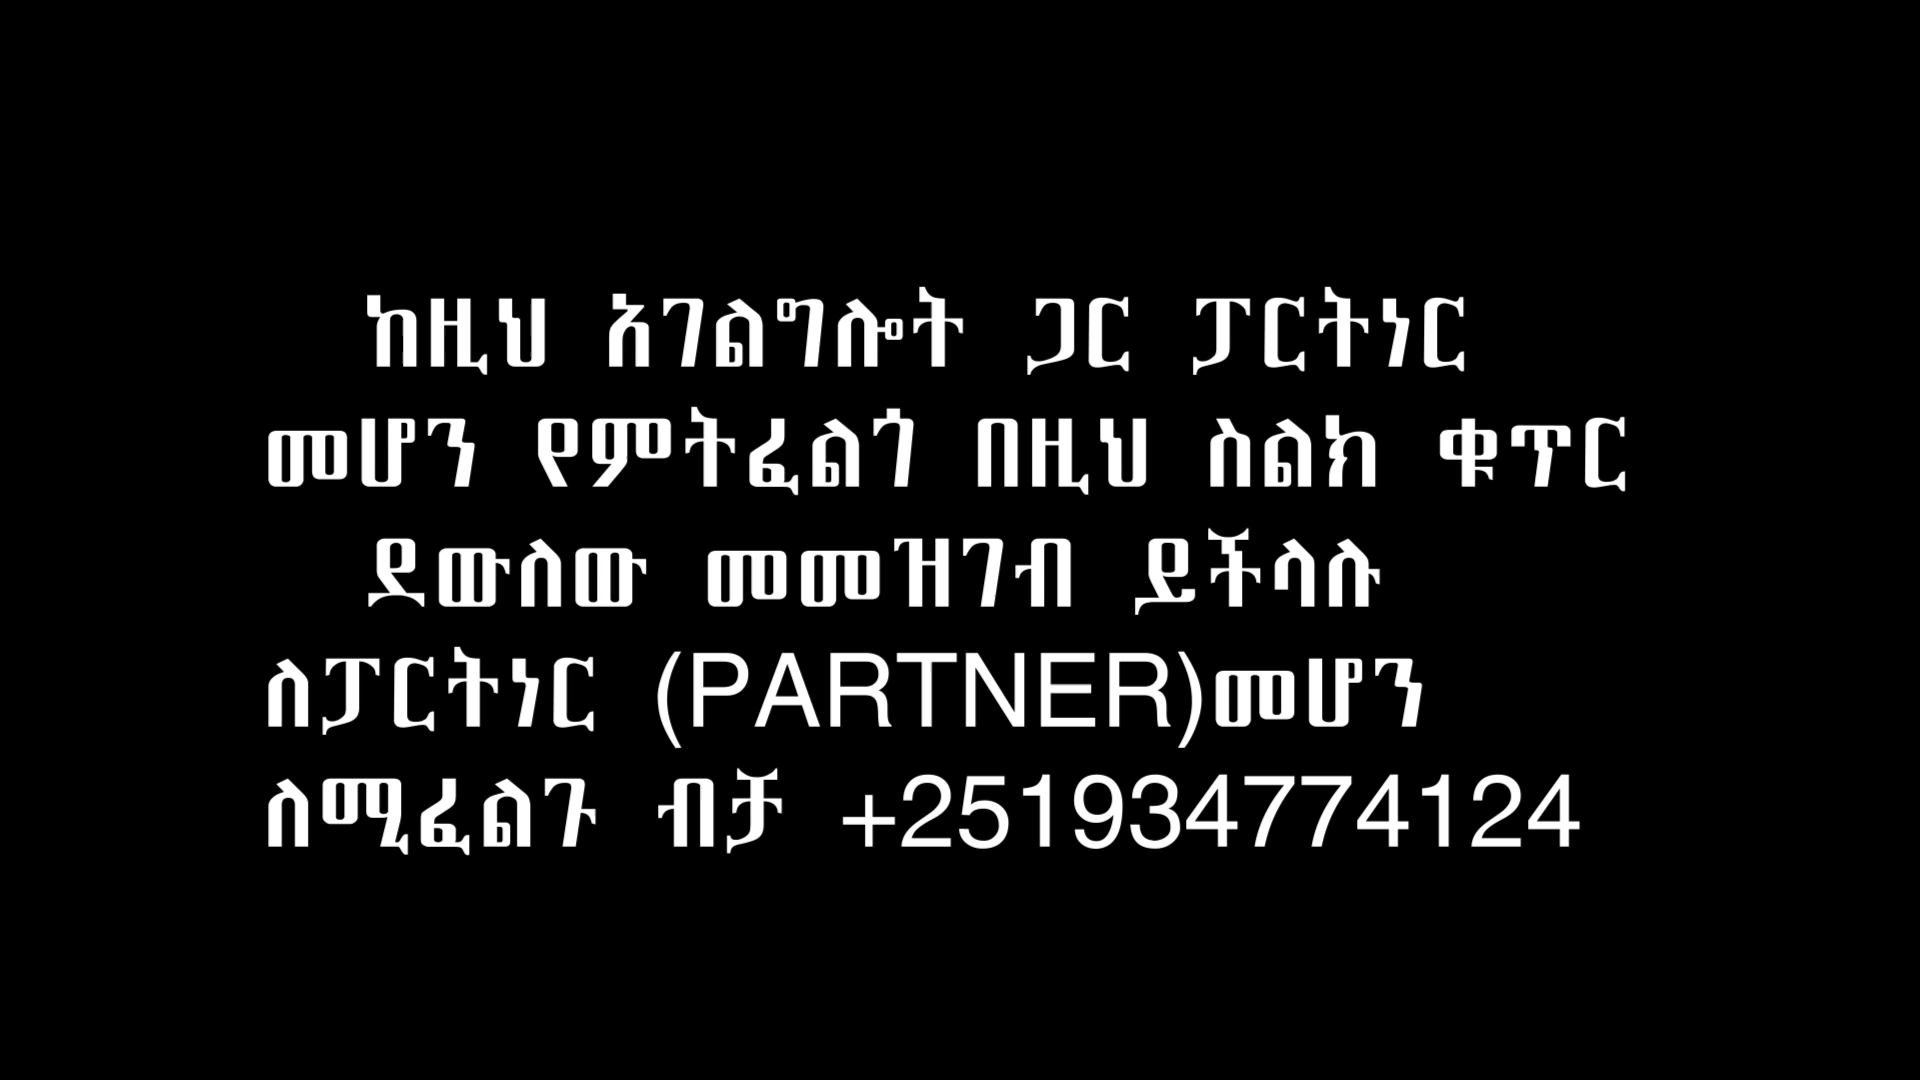 ከዚህ አገልግሎት ጋር ፓርትነር
መሆን የምትፈልጎ በዚህ ስልክ ቁጥር
ደውለው መመዝገብ ይችላሉ
ለፓርትነር (PARTNER)መሆን
ለሚፈልጉ ብቻ +251934774124